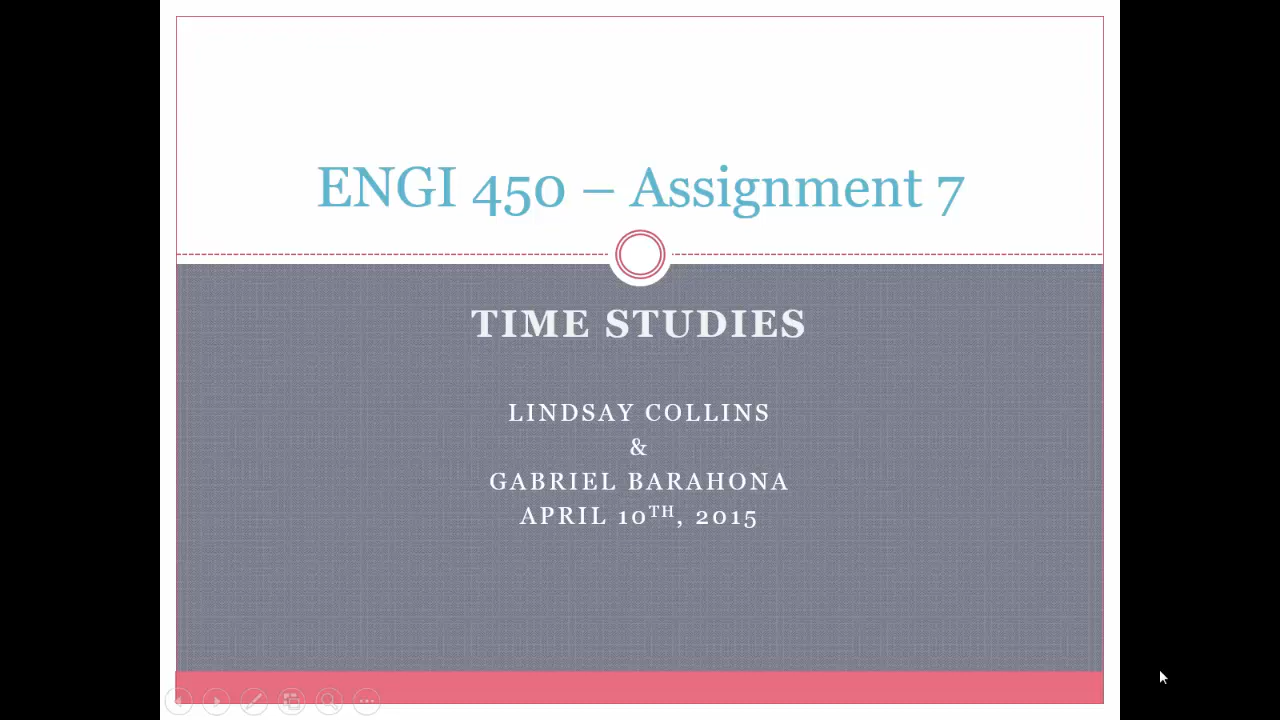 ENGI 450 – Assignment 7
TIME STUDIES
LINDSAY COLLINS
&
GABRIEL BARAHONA
APRIL 10TH, 2015